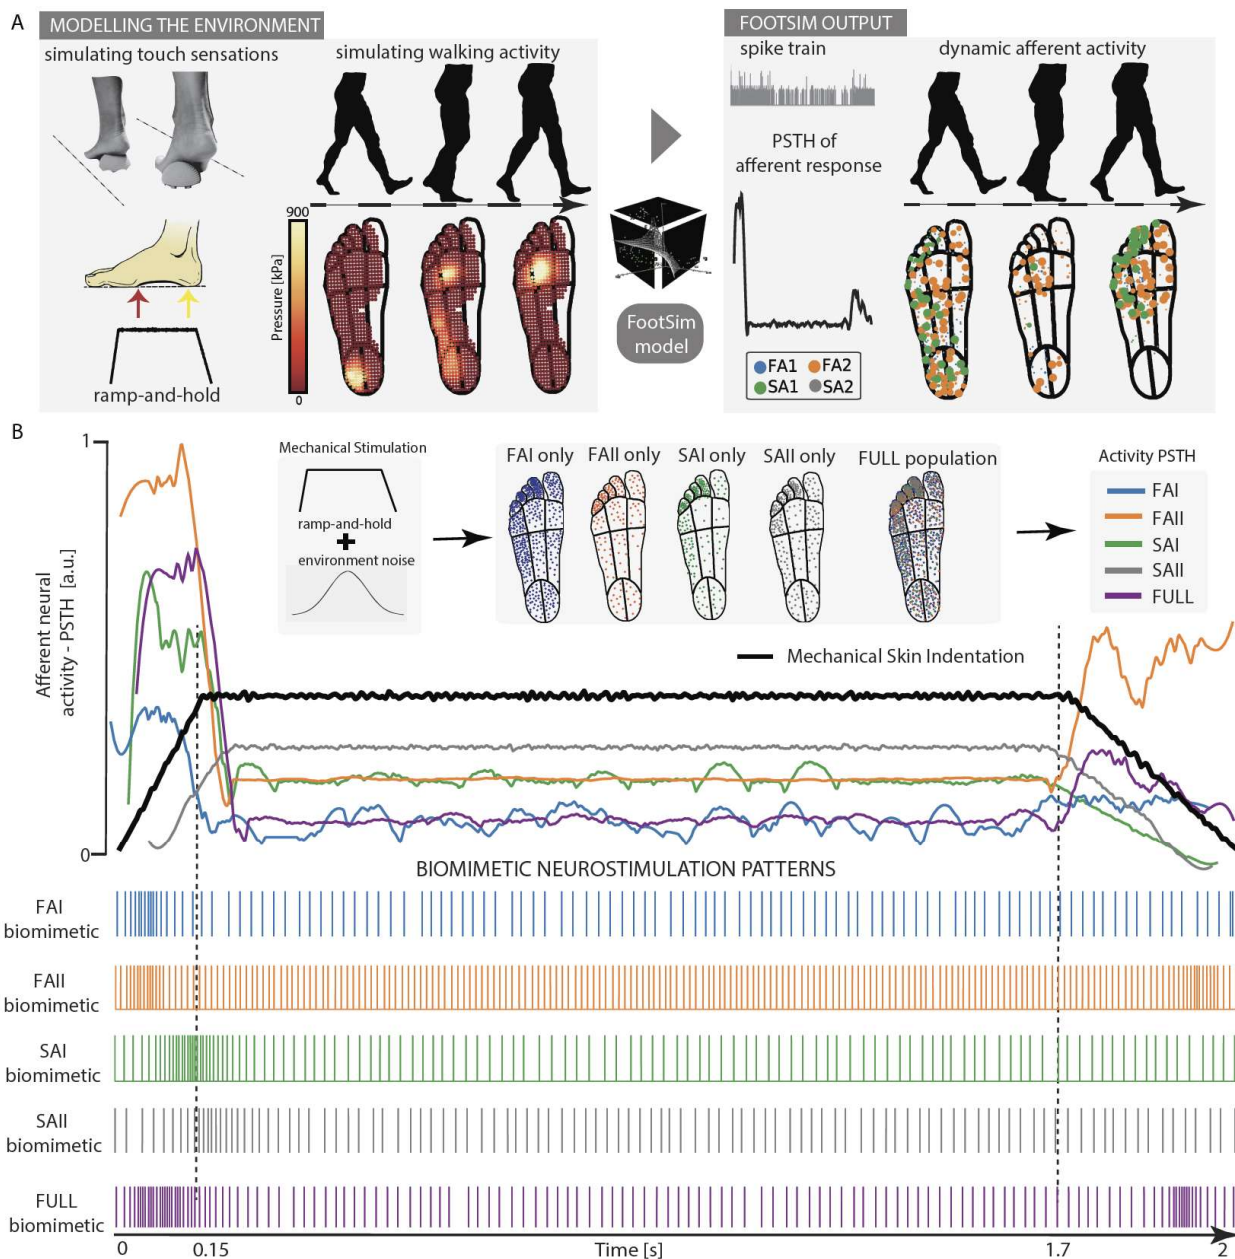 A
MODELLING THE ENVIRONMENT
simulating touch sensations
simulating walking activity
900
Pressure [kPa]
0
ramp-and-hold
FootSim
model
FOOTSIM OUTPUT
spike train
dynamic afferent activity
PSTH of
afferent response
FA1
FA2
SA1
SA2
B
1
Afferent neural
activity - PSTH [a.u.]
0
Mechanical Stimulation
ramp-and-hold
environment noise
FAI only
FAII only
SAI only
SAII only
FULL population
Activity PSTH
FAI
FAII
SAI
SAII
FULL
Mechanical Skin Indentation
BIOMIMETIC NEUROSTIMULATION PATTERNS
FAI
biomimetic
FAII
biomimetic
SAI
biomimetic
SAII
biomimetic
FULL
biomimetic
0
0.15
Time [s]
1.7
2